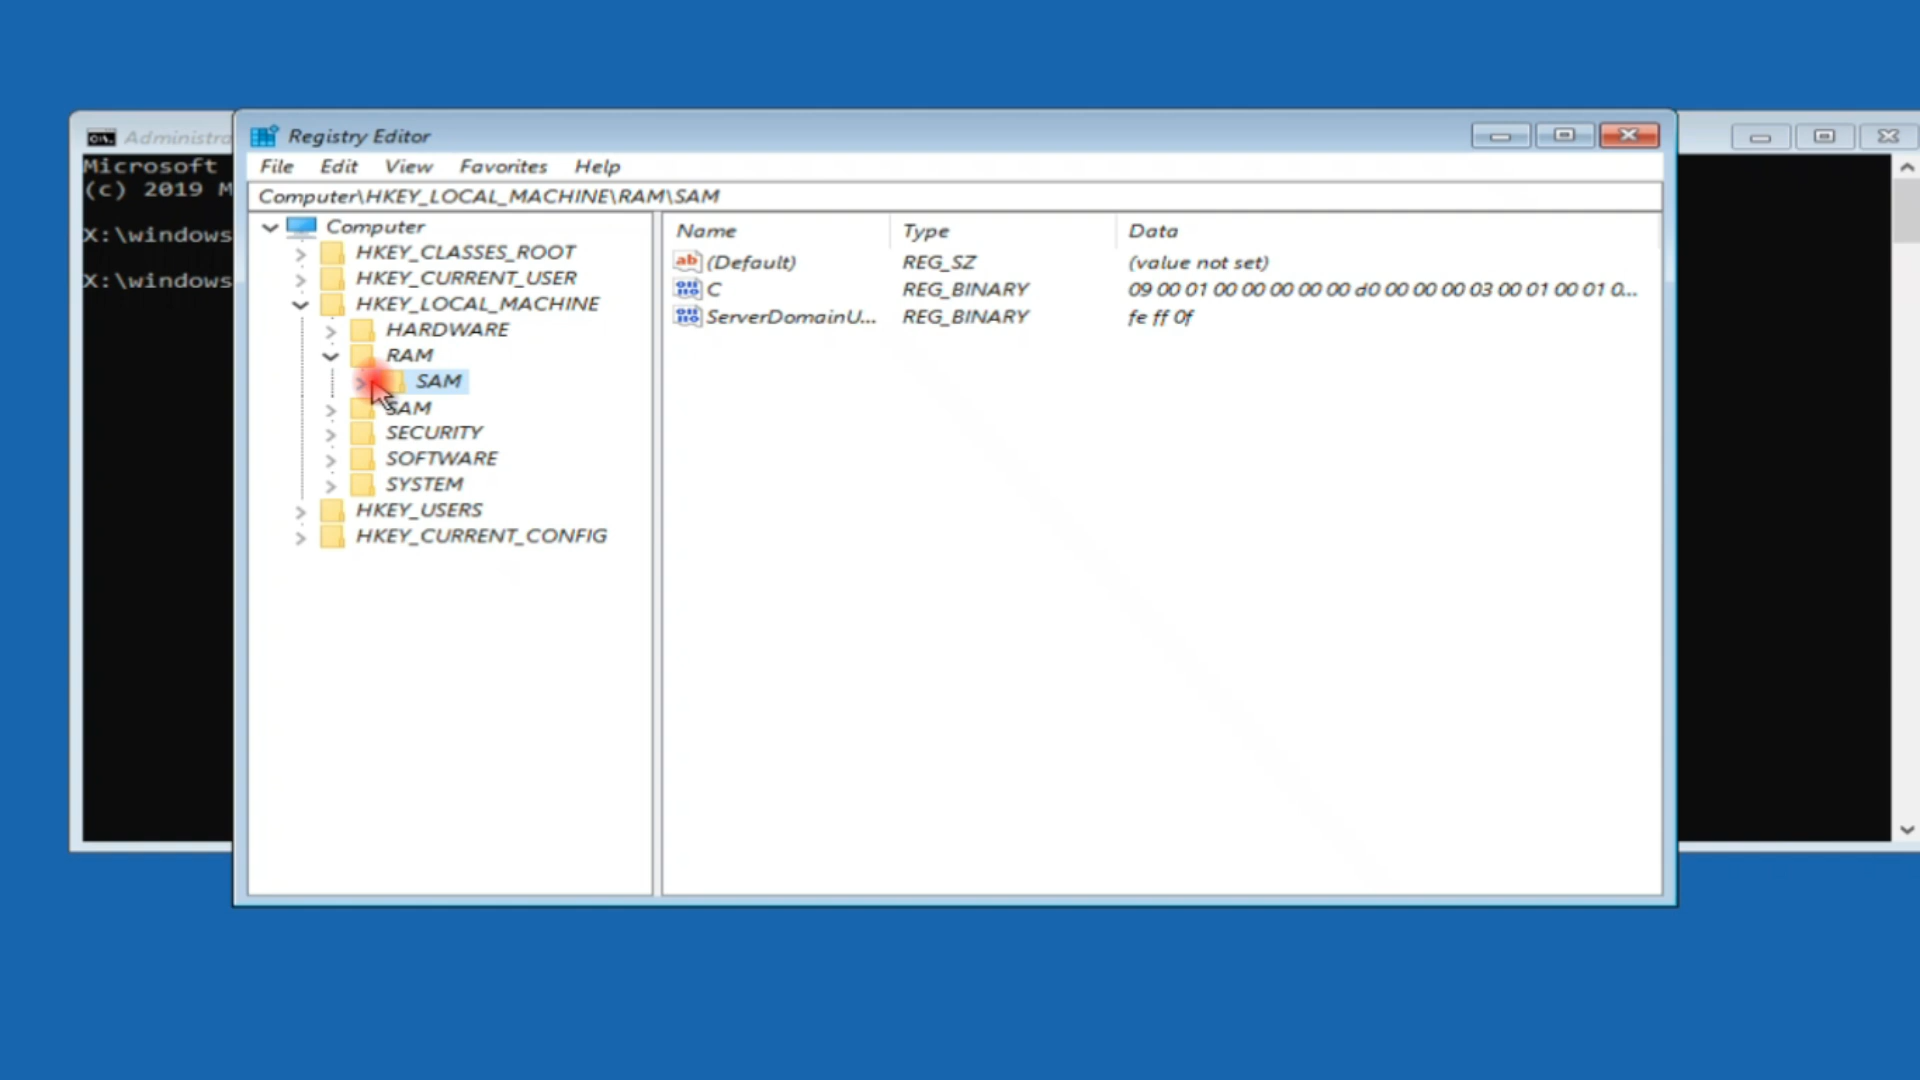 Administra
Microsoft
(c) 2019 M
X:\windows
X:\windows
Registry Editor
File Edit View Favorites Help
Computer\HKEY_LOCAL_MACHINE\RAM\SAM
Computer
HKEY_CLASSES_ROOT
HKEY_CURRENT_USER
HKEY_LOCAL_MACHINE
HARDWARE
RAM
SAM
SAM
SECURITY
SOFTWARE
SYSTEM
HKEY_USERS
HKEY_CURRENT_CONFIG
Name Type Data
(Default) REG_SZ (value not set)
C REG_BINARY 09 00 01 00 00 00 00 00 d0 00 00 00 03 00 01 00 01 0...
ServerDomainU... REG_BINARY fe ff 0f